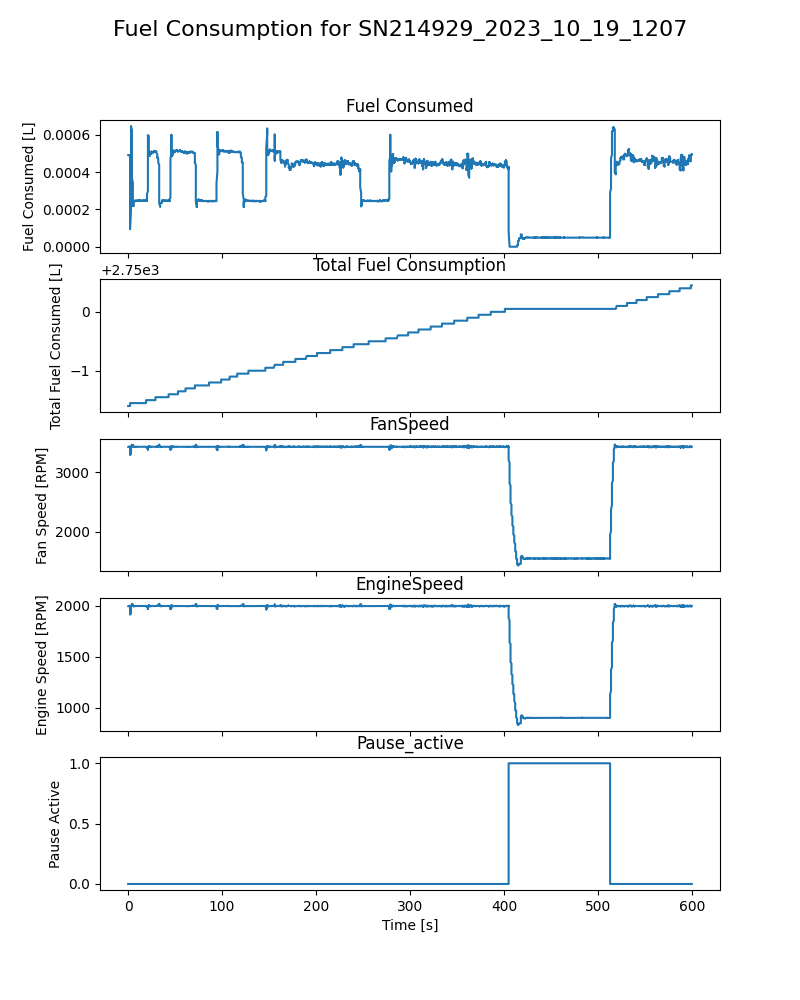 Fuel Consumption for SN214929_2023_10_19_1207
Fuel Consumed
Fuel Consumed [L]
0.0006
0.0004
0.0002
0.0000
Total Fuel Consumption
+2.75e3
Total Fuel Consumed [L]
0
−1
FanSpeed
Fan Speed [RPM]
3000
2000
EngineSpeed
Engine Speed [RPM]
2000
1500
1000
Pause_active
Pause Active
1.0
0.5
0.0
0 100 200 300 400 500 600
Time [s]